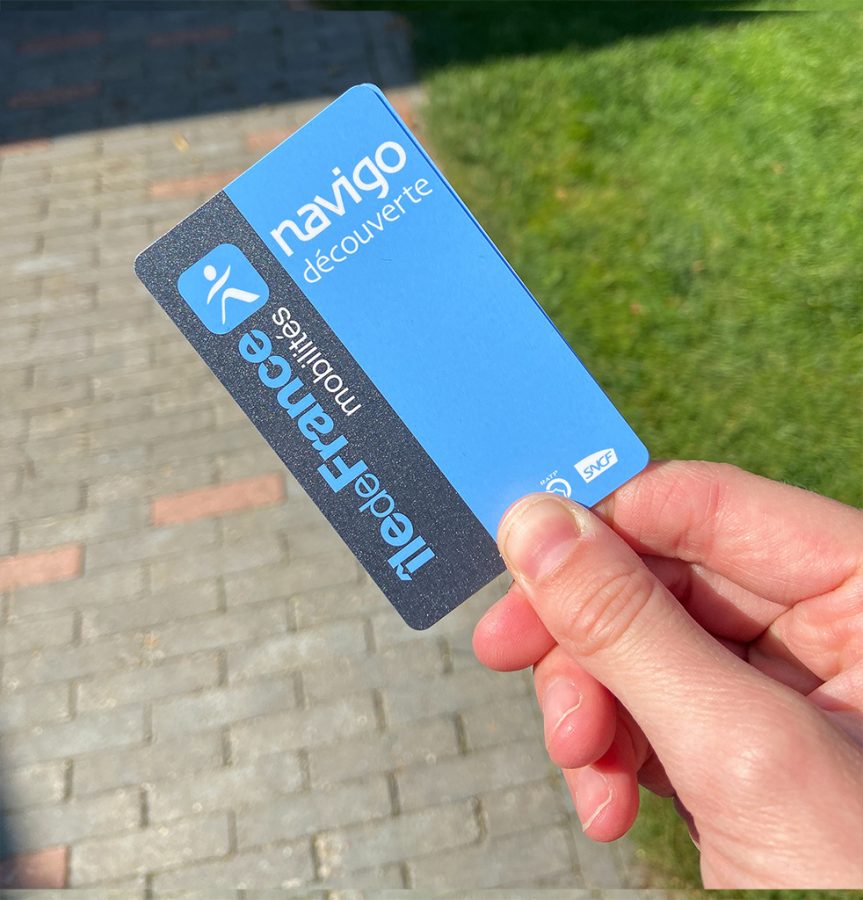 navigo
découverte
îledeFrance
mobilités
RATP
SNCF